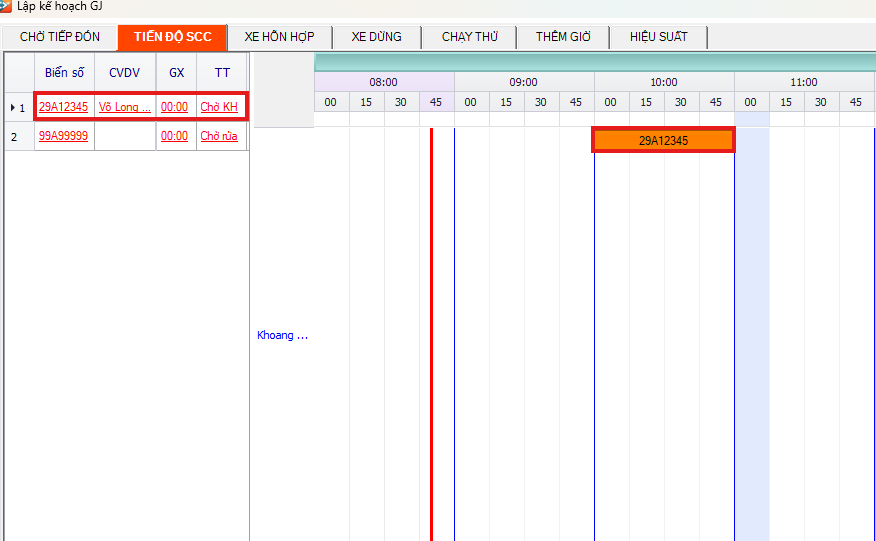 Lập kế hoạch GJ
CHỜ TIẾP ĐÓN TIẾN ĐỘ SCC XE HỖN HỢP XE DỪNG CHẠY THỬ THÊM GIỜ HIỆU SUẤT
Biển số CVDV GX TT
08:00 09:00 10:00 11:00
00 15 30 45 00 15 30 45 00 15 30 45 00 15 30 45
1 29A12345 Võ Long ... 00:00 Chờ KH
2 99A99999 00:00 Chờ rửa
29A12345
Khoang ...